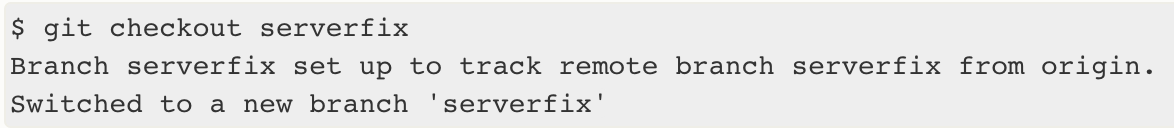 $ git checkout serverfix
Branch serverfix set up to track remote branch serverfix from origin.
Switched to a new branch 'serverfix'